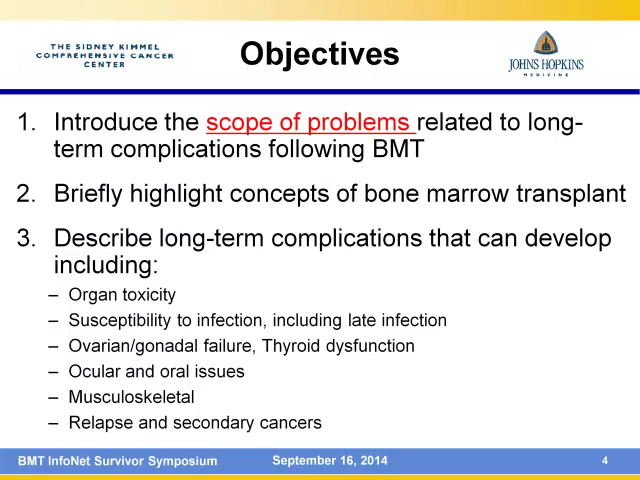 THE SIDNEY KIMMEL
COMPREHENSIVE CANCER
CENTER
Objectives
JOHNS HOPKINS
MEDICINE
1. Introduce the scope of problems related to long-
term complications following BMT
2. Briefly highlight concepts of bone marrow transplant
3. Describe long-term complications that can develop
including:
– Organ toxicity
– Susceptibility to infection, including late infection
– Ovarian/gonadal failure, Thyroid dysfunction
– Ocular and oral issues
– Musculoskeletal
– Relapse and secondary cancers
BMT InfoNet Survivor Symposium September 16, 2014 4